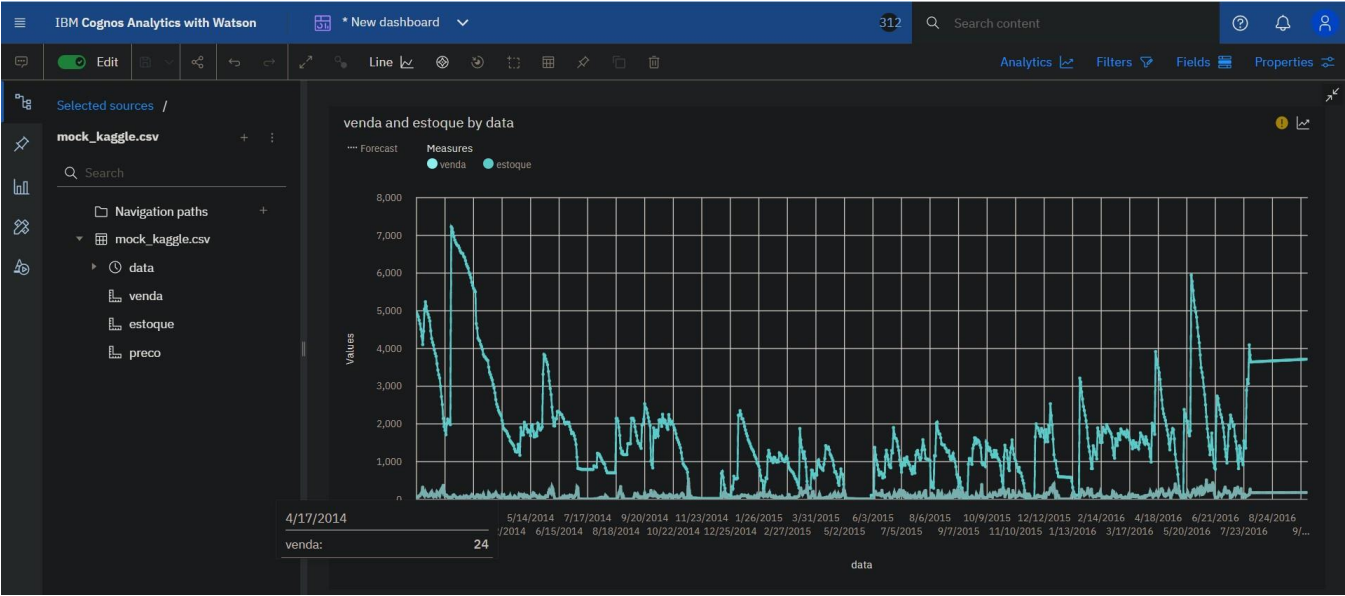 IBM Cognos Analytics with Watson
* New dashboard
312
Search content
Edit
Line
Analytics
Filters
Fields
Properties
Selected sources /
mock_kaggle.csv
Search
Navigation paths
mock_kaggle.csv
data
venda
estoque
preco
venda and estoque by data
Forecast
Measures
venda
estoque
8,000
7,000
6,000
5,000
4,000
3,000
2,000
1,000
0
Values
5/14/2014 7/17/2014 9/20/2014 11/23/2014 1/26/2015 3/31/2015 6/3/2015 8/6/2015 10/9/2015 12/12/2015 2/14/2016 4/18/2016 6/21/2016 8/24/2016
/2014 6/15/2014 8/18/2014 10/22/2014 12/25/2014 2/27/2015 5/2/2015 7/5/2015 9/7/2015 11/10/2015 1/13/2016 3/17/2016 5/20/2016 7/23/2016 9/...
data
4/17/2014
venda: 24